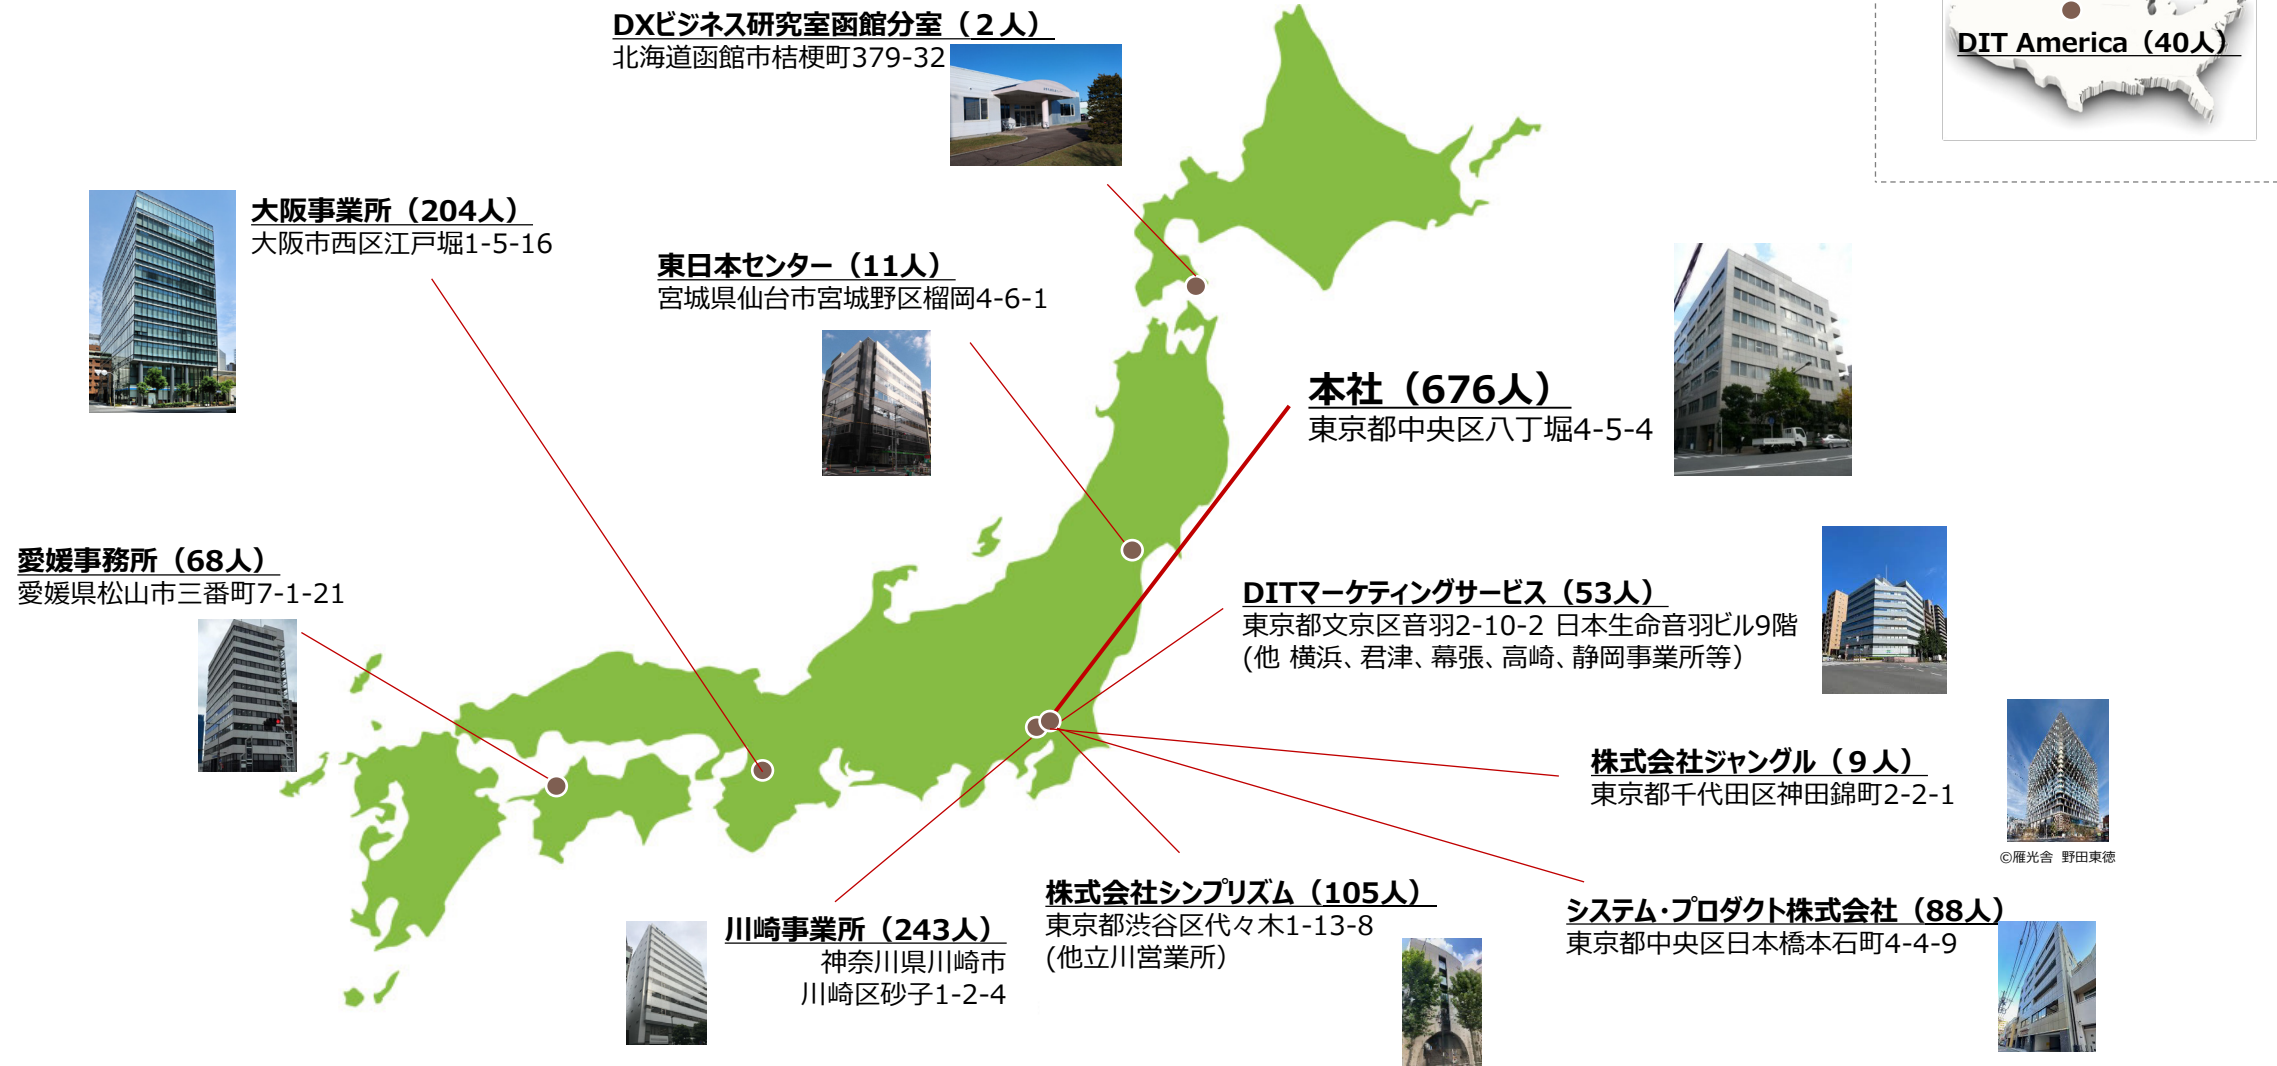 DXビジネス研究室函館分室（２人）
北海道函館市桔梗町379-32
DIT America（40人）
大阪事業所（204人）
大阪市西区江戸堀1-5-16
東日本センター（11人）
宮城県仙台市宮城野区榴岡4-6-1
本社（676人）
東京都中央区八丁堀4-5-4
愛媛事務所（68人）
愛媛県松山市三番町7-1-21
DITマーケティングサービス（53人）
東京都文京区音羽2-10-2 日本生命音羽ビル9階
(他 横浜、君津、幕張、高崎、静岡事業所等）
株式会社ジャングル（９人）
東京都千代田区神田錦町2-2-1
©雁光舎 野田東徳
川崎事業所（243人）
神奈川県川崎市
川崎区砂子1-2-4
株式会社シンプリズム（105人）
東京都渋谷区代々木1-13-8
(他立川営業所）
システム・プロダクト株式会社（88人）
東京都中央区日本橋本石町4-4-9